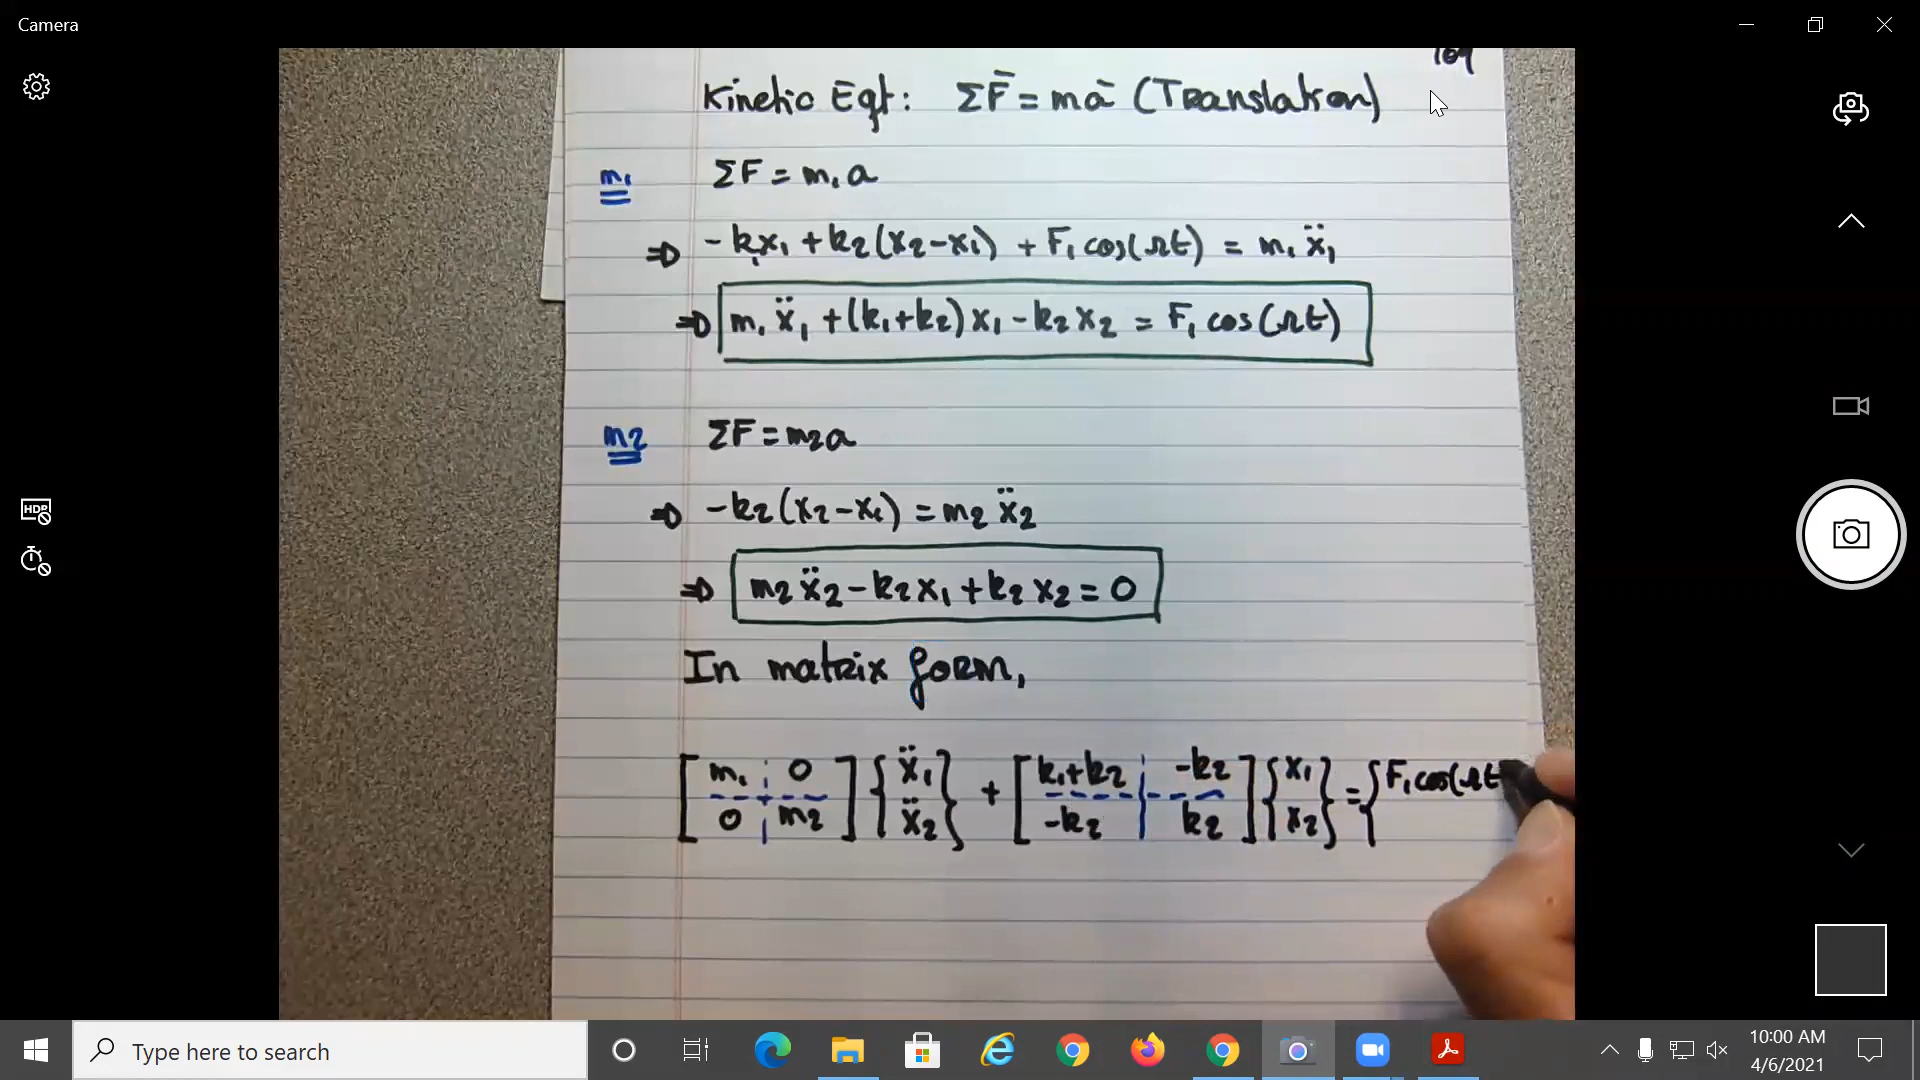 Camera
109
Kinetic Eqt: ΣF̄ = mā (Translation)
m₁ ΣF = m₁a
⇒ -k₁x₁ + k₂(x₂-x₁) + F₁cos(Ωt) = m₁ẍ₁
⇒ m₁ẍ₁ + (k₁+k₂)x₁ - k₂x₂ = F₁cos(Ωt)
m₂ ΣF = m₂a
⇒ -k₂(x₂-x₁) = m₂ẍ₂
⇒ m₂ẍ₂ - k₂x₁ + k₂x₂ = 0
In matrix form,
[m₁ 0] {ẍ₁} + [k₁+k₂ -k₂] {x₁} = {F₁cos(Ωt
[0 m₂] {ẍ₂} [-k₂ k₂] {x₂}
HDR
Type here to search
10:00 AM
4/6/2021